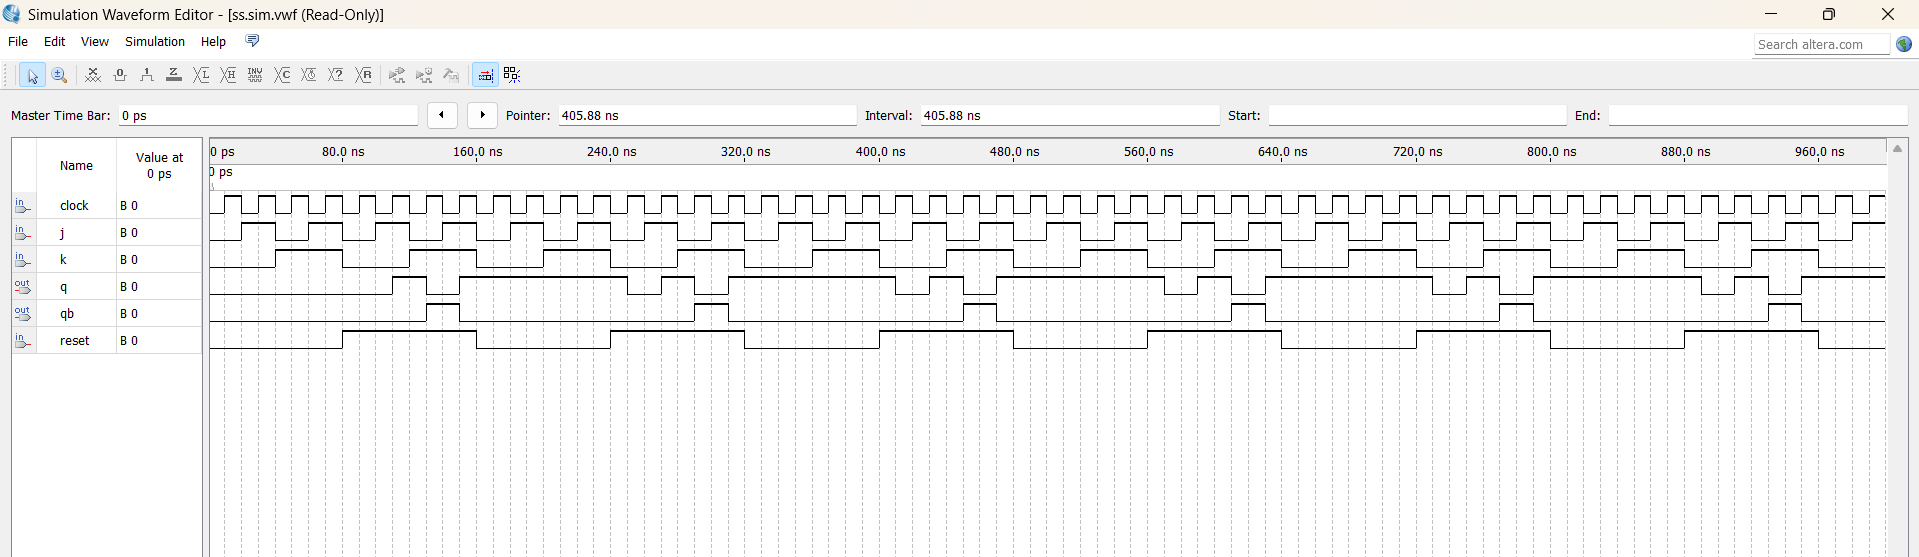 Simulation Waveform Editor - [ss.sim.vwf (Read-Only)]
File Edit View Simulation Help
Search altera.com
Master Time Bar: 0 ps Pointer: 405.88 ns Interval: 405.88 ns Start: End:
Name Value at 0 ps
0 ps 80.0 ns 160.0 ns 240.0 ns 320.0 ns 400.0 ns 480.0 ns 560.0 ns 640.0 ns 720.0 ns 800.0 ns 880.0 ns 960.0 ns
0 ps
in clock B 0
in j B 0
in k B 0
out q B 0
out qb B 0
in reset B 0